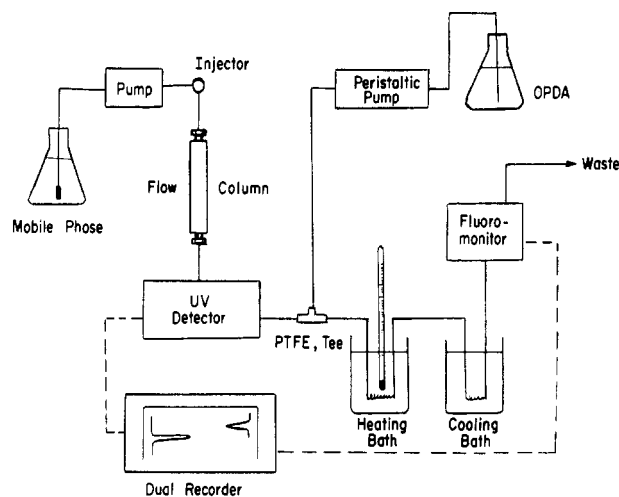 Injector
Pump
Peristaltic
Pump
OPDA
Waste
Flow Column
Mobile Phose
Fluoro-
monitor
UV
Detector
PTFE, Tee
Heating
Bath
Cooling
Bath
Dual Recorder